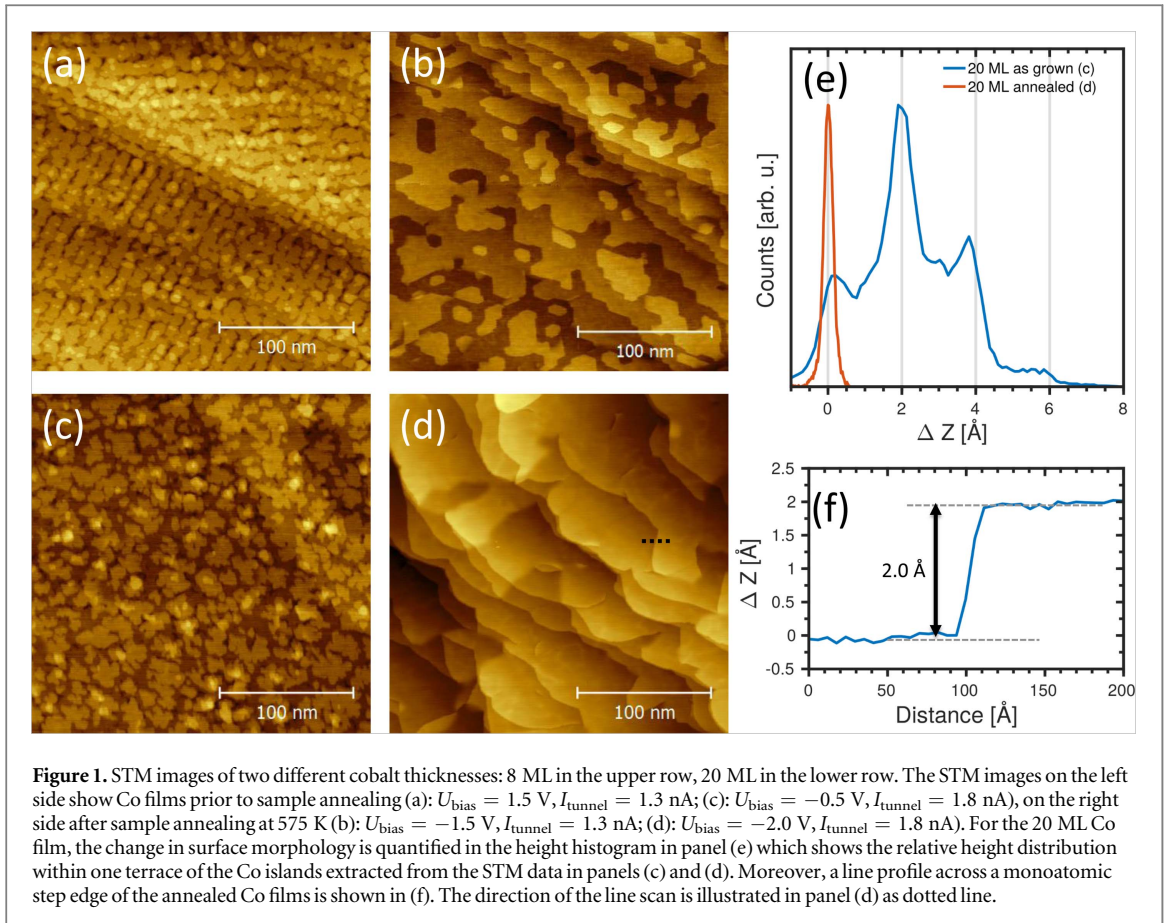 (a)
(b)
(c)
(d)
100 nm
100 nm
100 nm
100 nm
(e)
20 ML as grown (c)
20 ML annealed (d)
Counts [arb. u.]
0 2 4 6 8
Δ Z [Å]
(f)
2.5
2
1.5
1
0.5
0
-0.5
Δ Z [Å]
2.0 Å
0 50 100 150 200
Distance [Å]
Figure 1. STM images of two different cobalt thicknesses: 8 ML in the upper row, 20 ML in the lower row. The STM images on the left
side show Co films prior to sample annealing (a): U_bias = 1.5 V, I_tunnel = 1.3 nA; (c): U_bias = −0.5 V, I_tunnel = 1.8 nA), on the right
side after sample annealing at 575 K (b): U_bias = −1.5 V, I_tunnel = 1.3 nA; (d): U_bias = −2.0 V, I_tunnel = 1.8 nA). For the 20 ML Co
film, the change in surface morphology is quantified in the height histogram in panel (e) which shows the relative height distribution
within one terrace of the Co islands extracted from the STM data in panels (c) and (d). Moreover, a line profile across a monoatomic
step edge of the annealed Co films is shown in (f). The direction of the line scan is illustrated in panel (d) as dotted line.